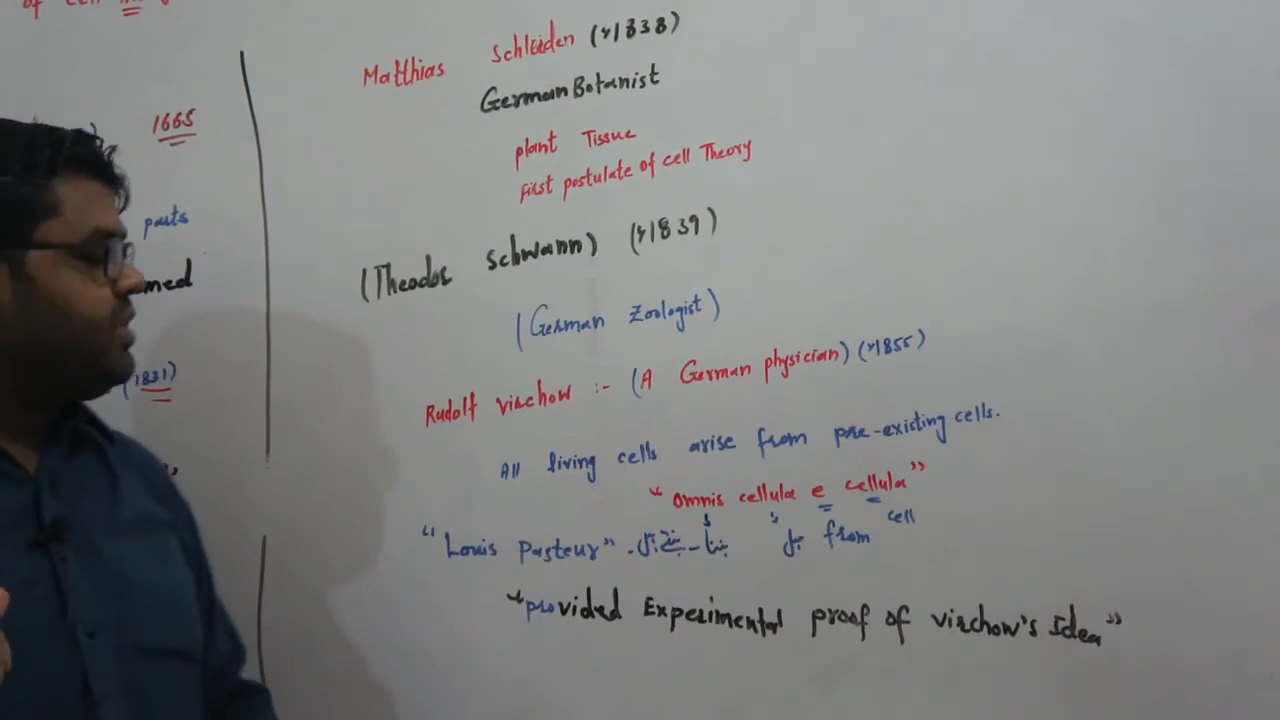 of cell
1665
parts
med
(1831)
Matthias Schleiden (1838)
German Botanist
plant Tissue
First postulate of cell Theory
(Theodor Schwann) (1839)
(German Zoologist)
Rudolf virchow :- (A German physician) (1855)
All living cells arise from pre-existing cells.
"omnis cellula e cellula"
"Louis Pasteur" from cell
"provided Experimental proof of virchow's Idea"